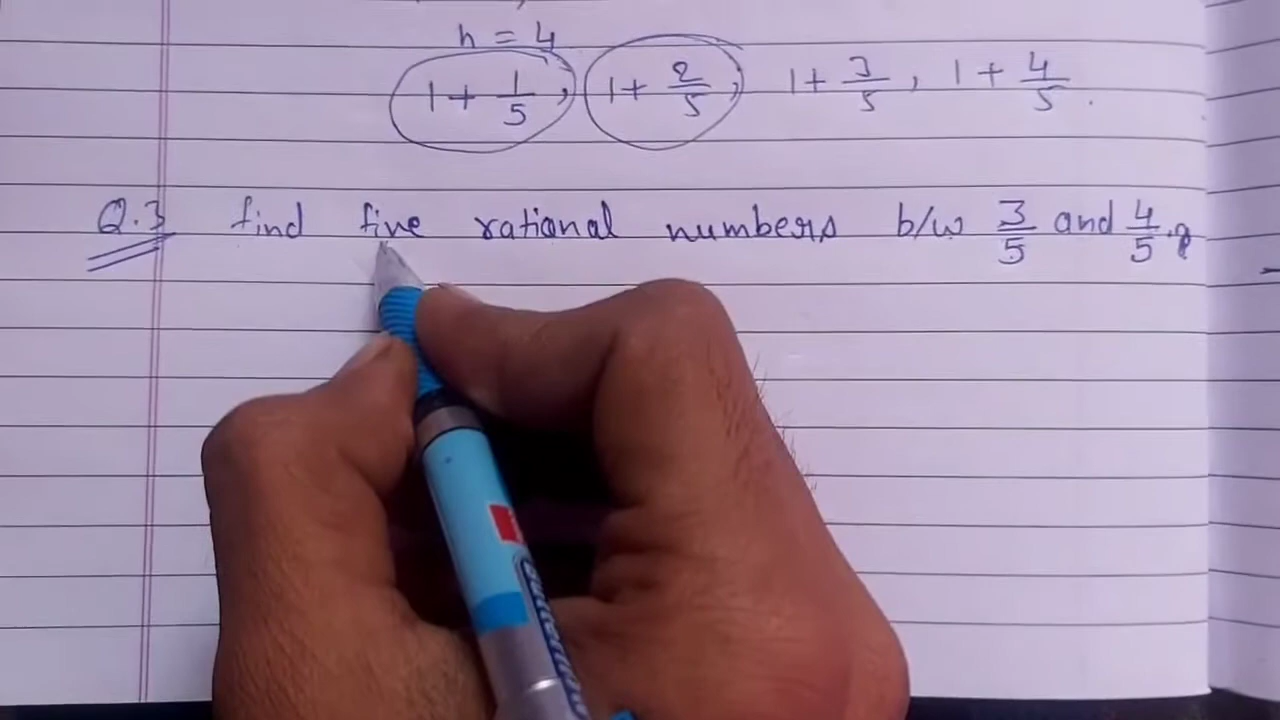 n = 4
1 + 1/5, 1 + 2/5, 1 + 3/5, 1 + 4/5.
Q.3 find five rational numbers b/w 3/5 and 4/5.?